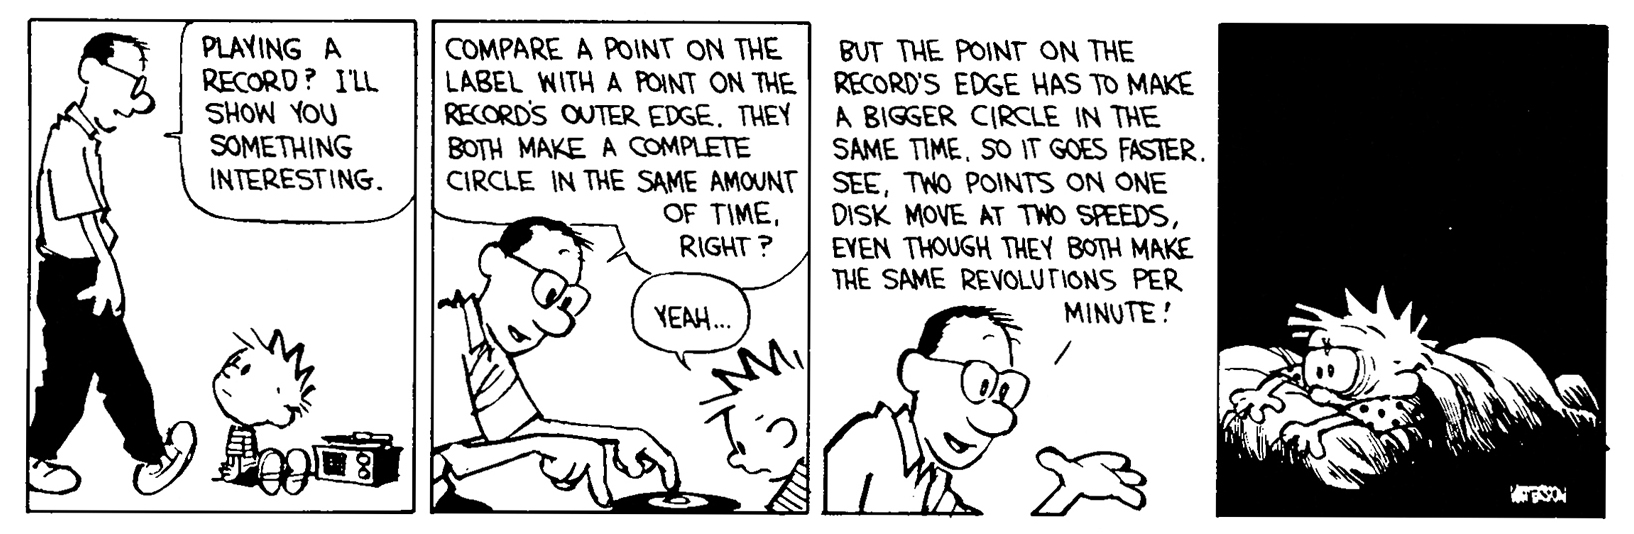 PLAYING A
RECORD? I'LL
SHOW YOU
SOMETHING
INTERESTING.
COMPARE A POINT ON THE
LABEL WITH A POINT ON THE
RECORD'S OUTER EDGE. THEY
BOTH MAKE A COMPLETE
CIRCLE IN THE SAME AMOUNT
OF TIME,
RIGHT?
YEAH...
BUT THE POINT ON THE
RECORD'S EDGE HAS TO MAKE
A BIGGER CIRCLE IN THE
SAME TIME. SO IT GOES FASTER.
SEE, TWO POINTS ON ONE
DISK MOVE AT TWO SPEEDS,
EVEN THOUGH THEY BOTH MAKE
THE SAME REVOLUTIONS PER
MINUTE!
WATTERSON